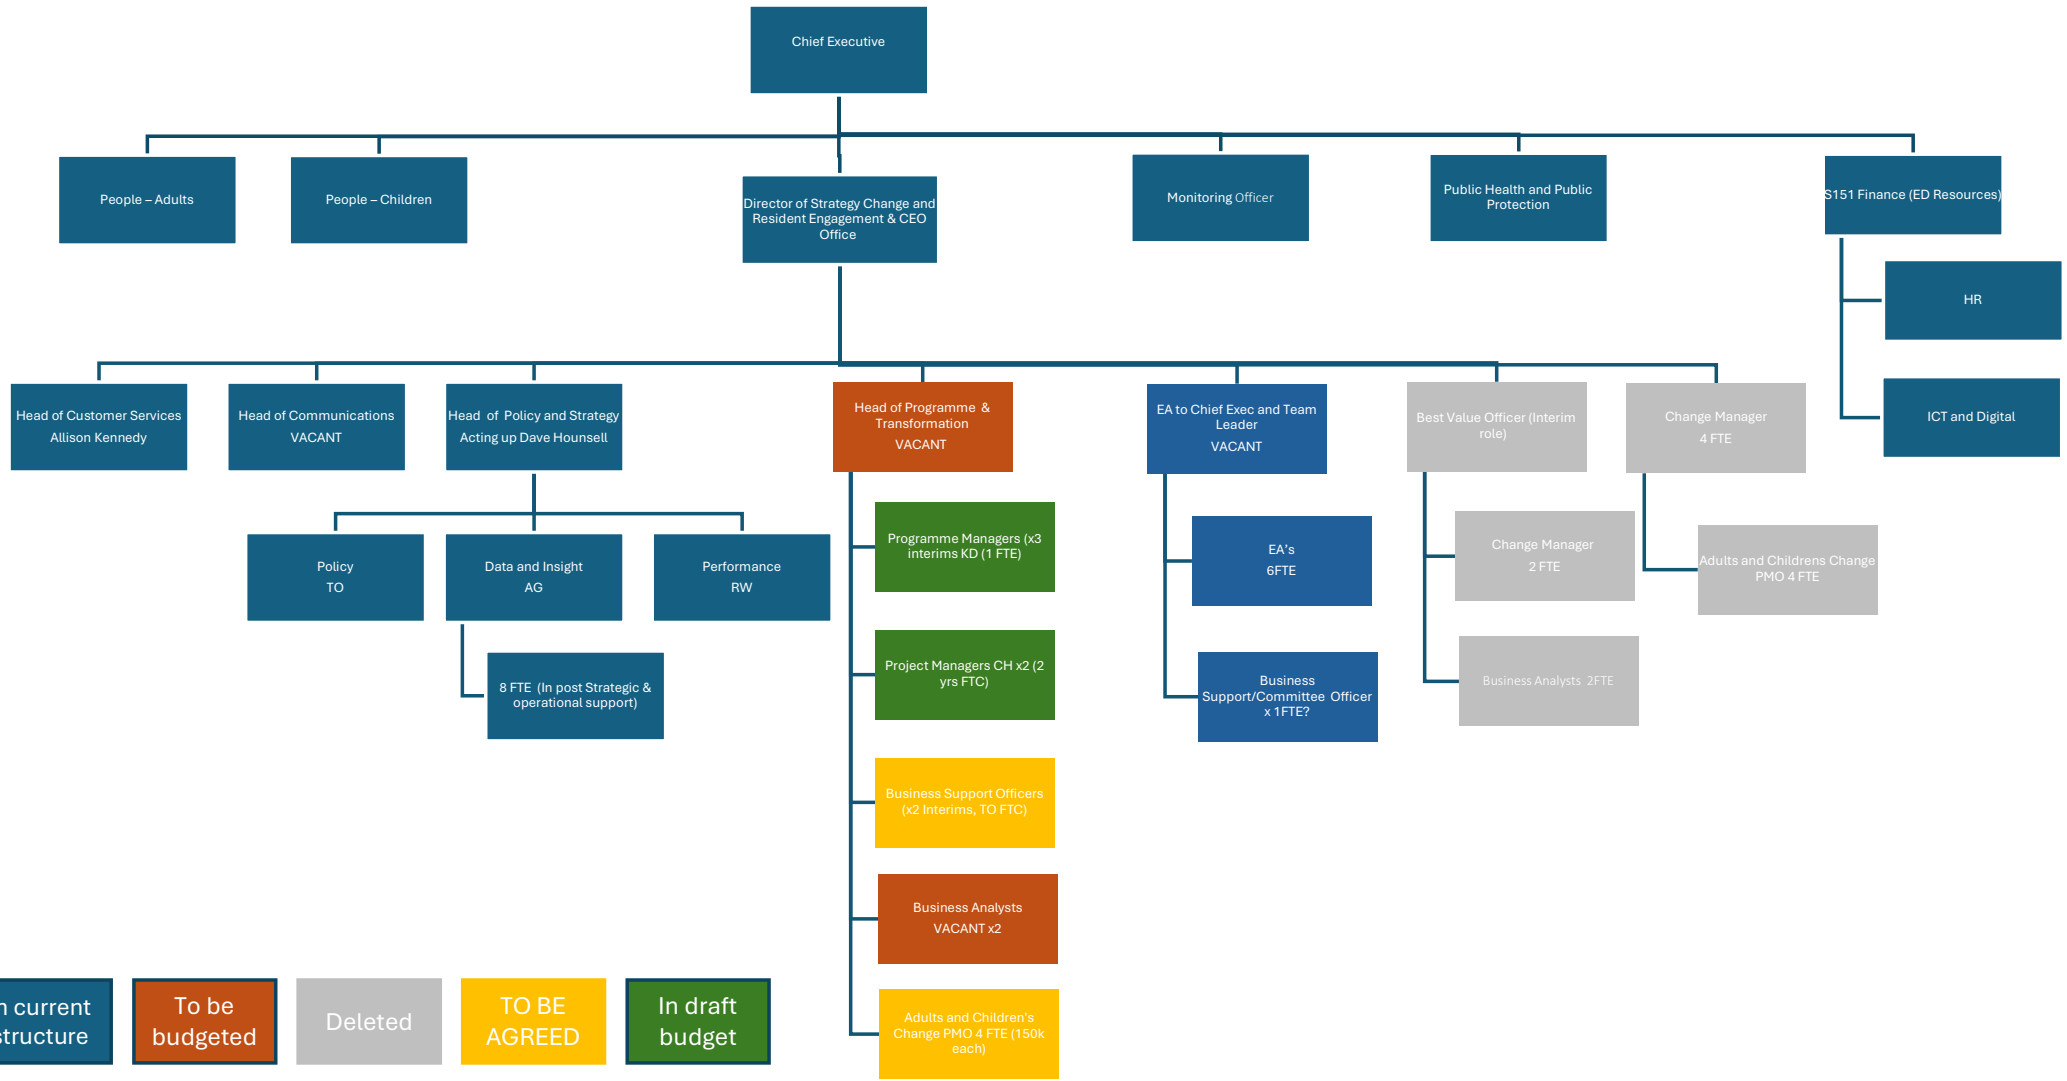 Chief Executive
People – Adults
People – Children
Director of Strategy Change and
Resident Engagement & CEO
Office
Monitoring Officer
Public Health and Public
Protection
S151 Finance (ED Resources)
HR
ICT and Digital
Head of Customer Services
Allison Kennedy
Head of Communications
VACANT
Head of Policy and Strategy
Acting up Dave Hounsell
Head of Programme &
Transformation
VACANT
EA to Chief Exec and Team
Leader
VACANT
Best Value Officer (Interim
role)
Change Manager
4 FTE
Policy
TO
Data and Insight
AG
Performance
RW
8 FTE (In post Strategic &
operational support)
Programme Managers (x3
interims KD (1 FTE)
Project Managers CH x2 (2
yrs FTC)
Business Support Officers
(x2 Interims, TO FTC)
Business Analysts
VACANT x2
Adults and Children's
Change PMO 4 FTE (150k
each)
EA's
6FTE
Business
Support/Committee Officer
x 1FTE?
Change Manager
2 FTE
Business Analysts 2FTE
Adults and Childrens Change
PMO 4 FTE
current
structure
To be
budgeted
Deleted
TO BE
AGREED
In draft
budget